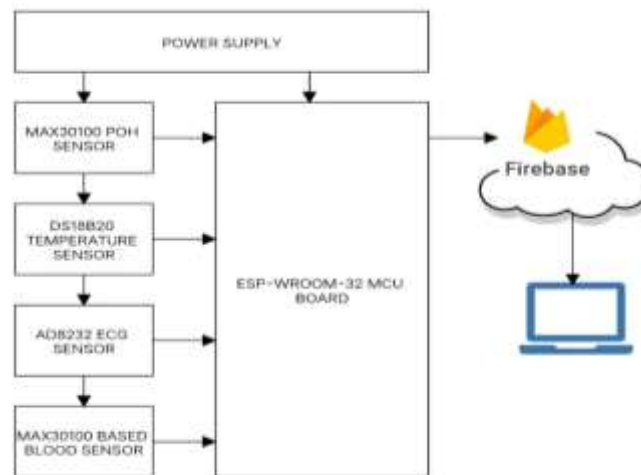 POWER SUPPLY
MAX30100 POH
SENSOR
DS18B20
TEMPERATURE
SENSOR
AD8232 ECG
SENSOR
MAX30100 BASED
BLOOD SENSOR
ESP-WROOM-32 MCU
BOARD
Firebase